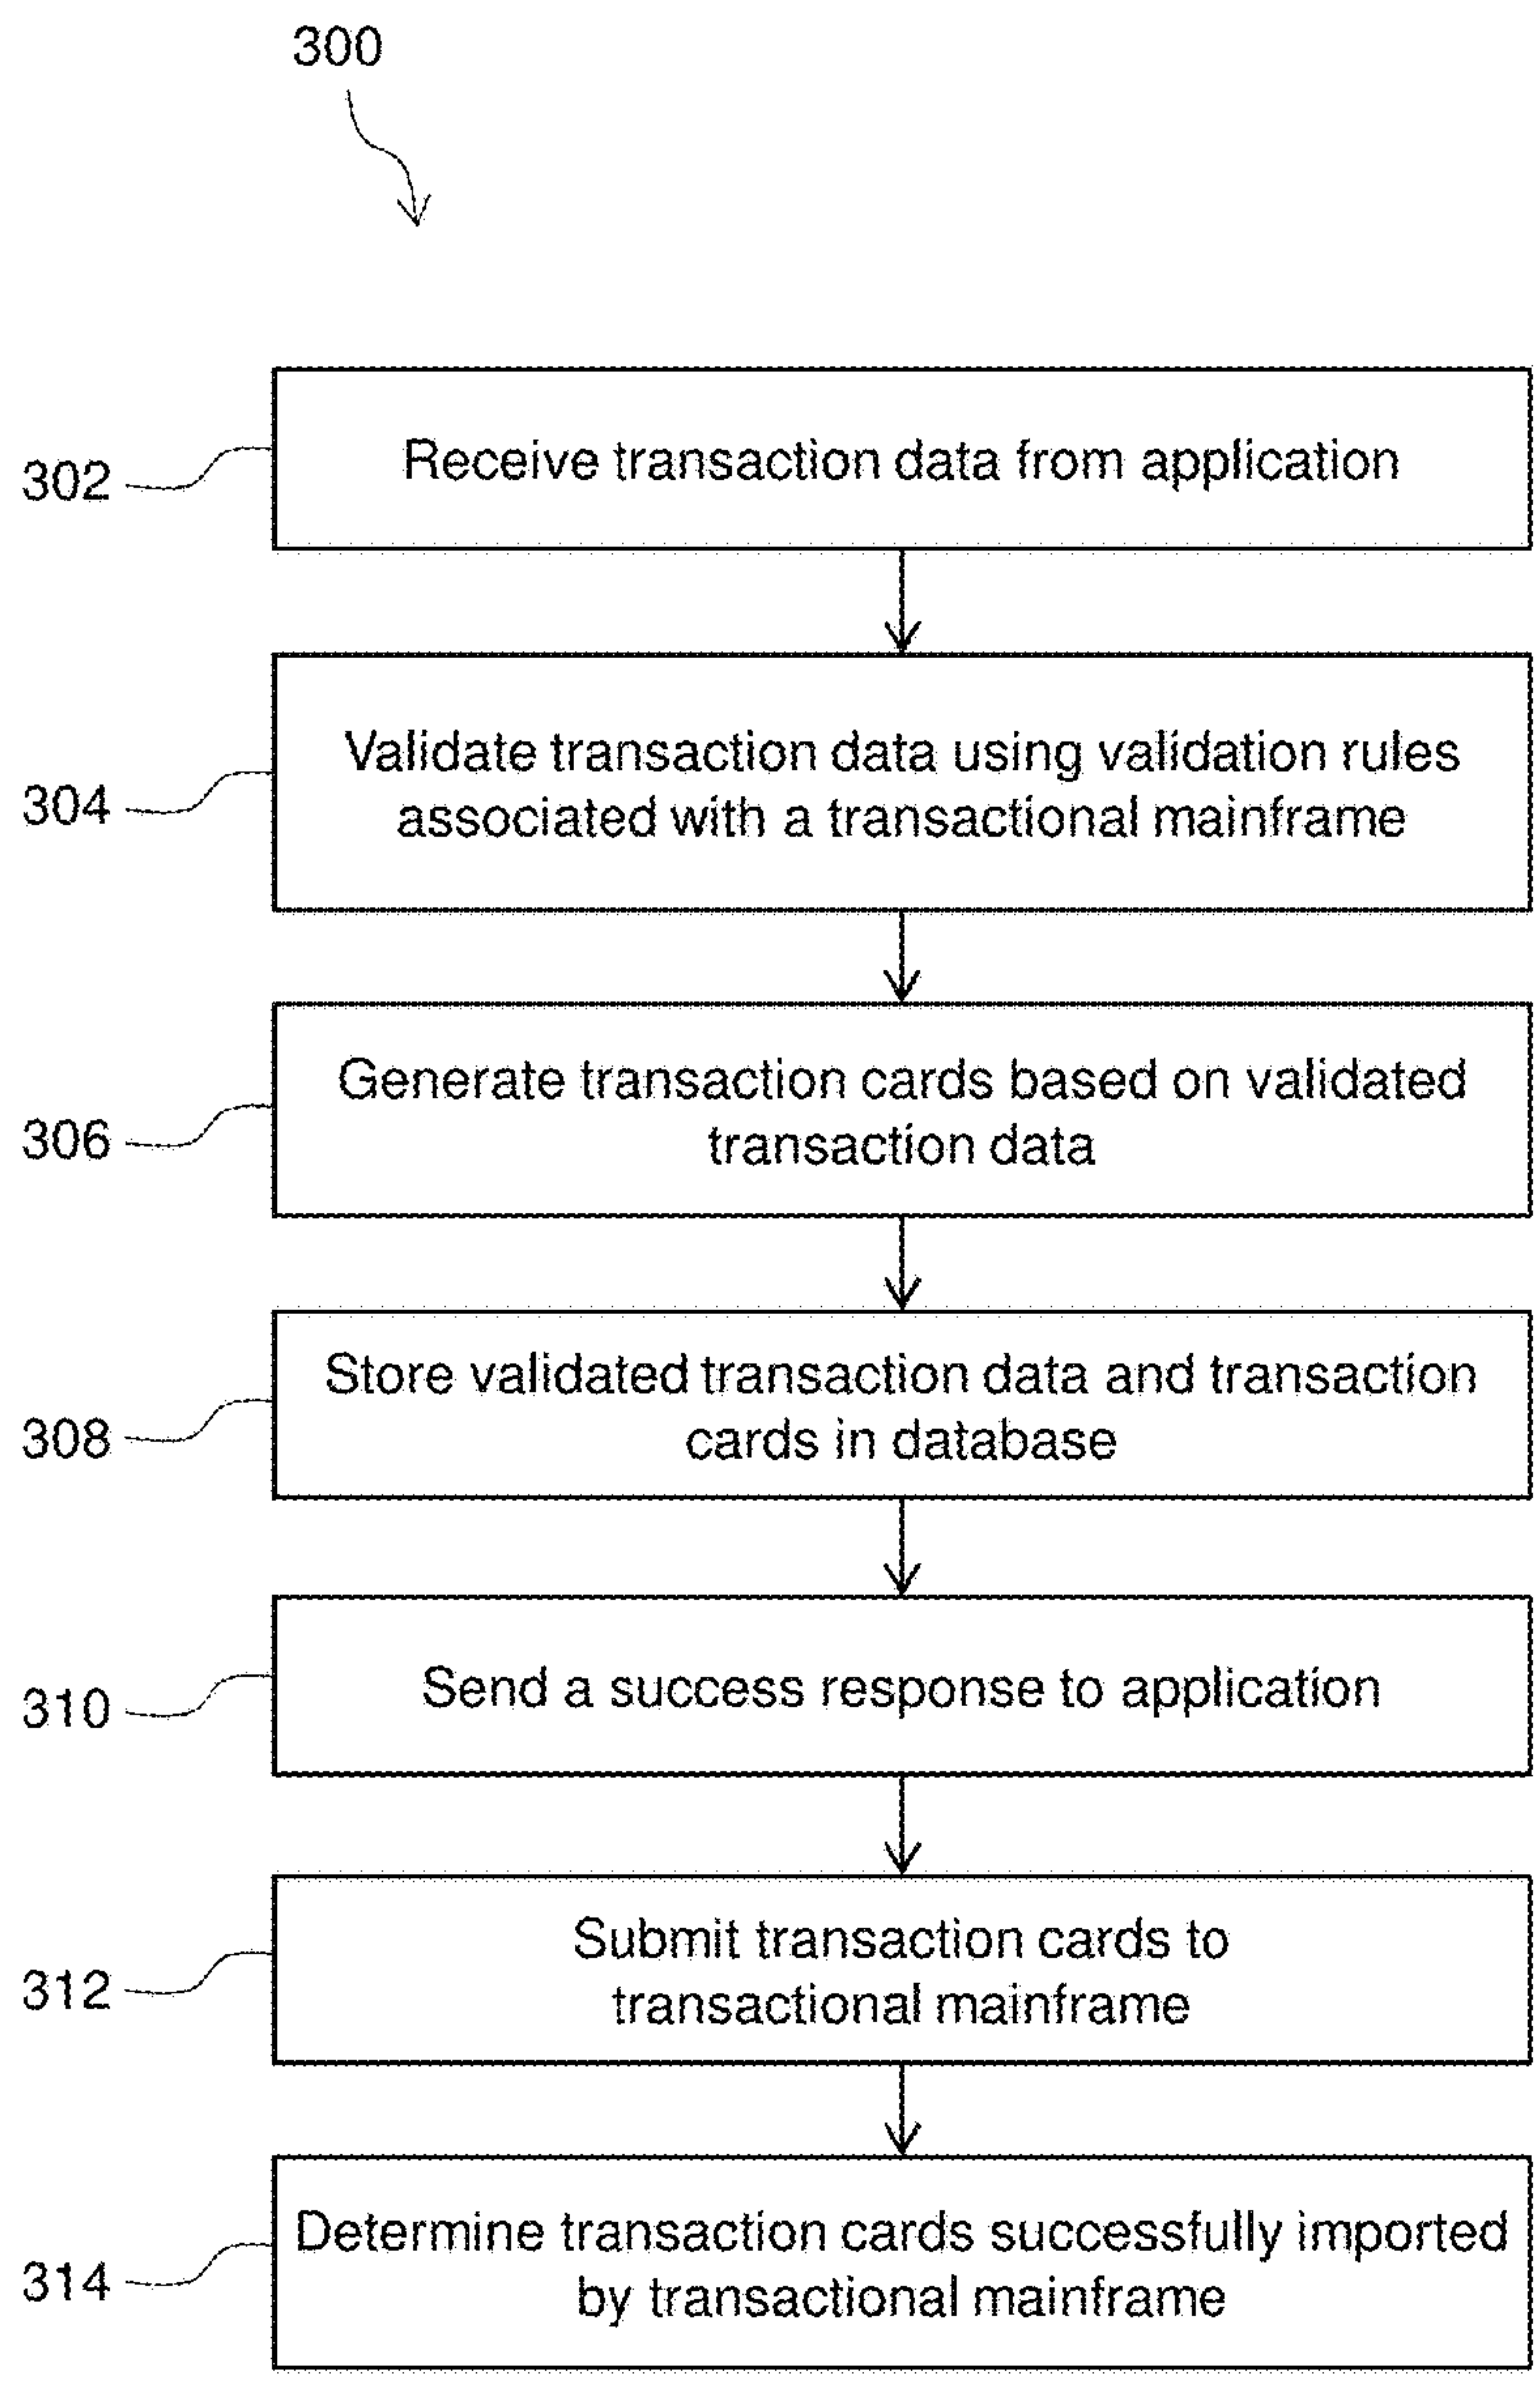 300
302
Receive transaction data from application
304
Validate transaction data using validation rules
associated with a transactional mainframe
306
Generate transaction cards based on validated
transaction data
308
Store validated transaction data and transaction
cards in database
310
Send a success response to application
312
Submit transaction cards to
transactional mainframe
314
Determine transaction cards successfully imported
by transactional mainframe